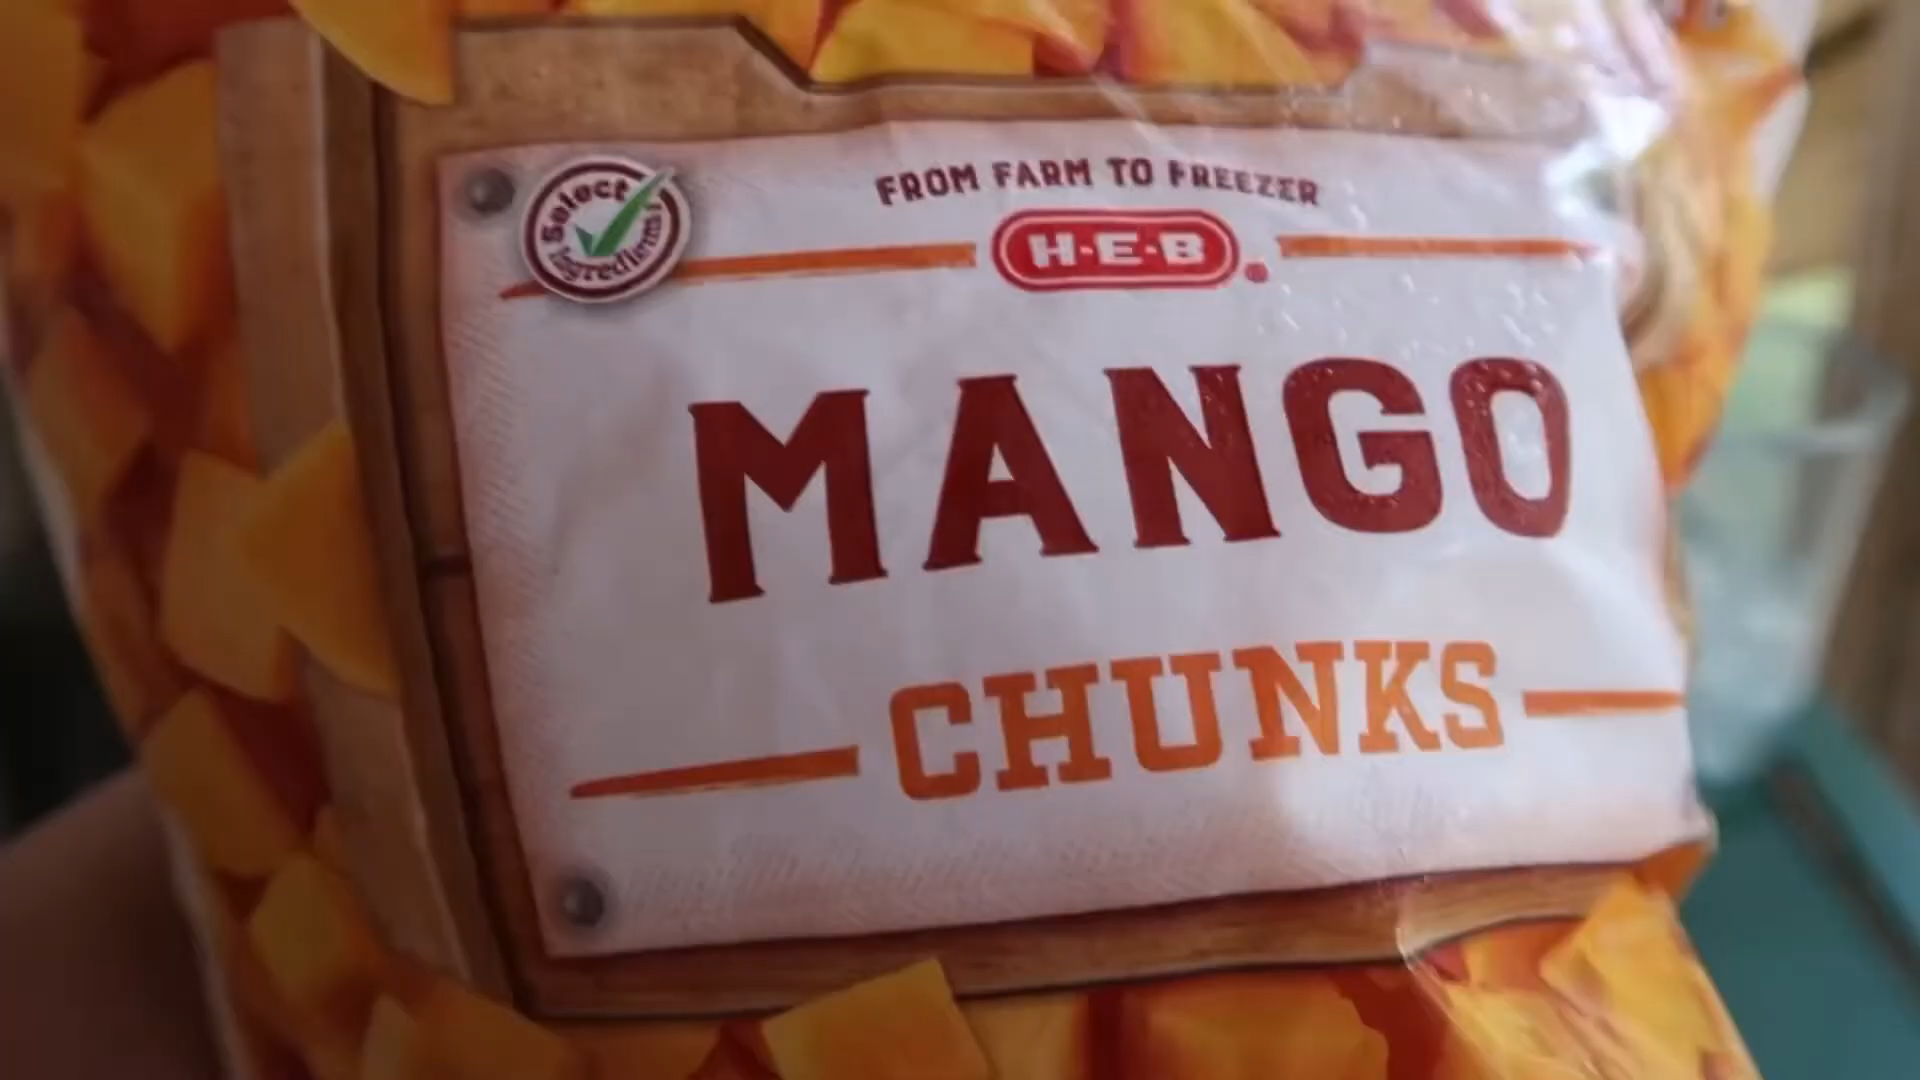 Select Ingredients
FROM FARM TO FREEZER
H-E-B
MANGO
CHUNKS